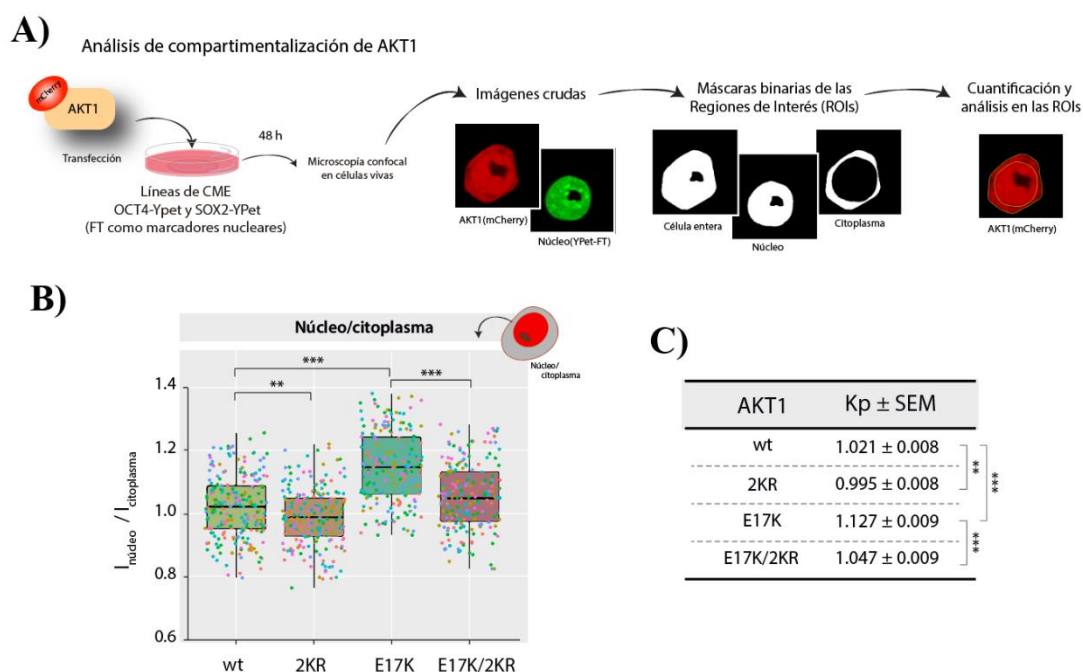 A)
Análisis de compartimentalización de AKT1
mCherry
AKT1
Transfección
48 h
Líneas de CME
OCT4-Ypet y SOX2-YPet
(FT como marcadores nucleares)
Microscopía confocal
en células vivas
Imágenes crudas
AKT1(mCherry)
Núcleo(YPet-FT)
Máscaras binarias de las
Regiones de Interés (ROIs)
Célula entera
Núcleo
Citoplasma
Cuantificación y
análisis en las ROIs
AKT1(mCherry)
B)
Núcleo/citoplasma
Núcleo/
citoplasma
I núcleo / I citoplasma
1.4
1.2
1.0
0.8
0.6
***
**
***
wt 2KR E17K E17K/2KR
C)
AKT1 Kp ± SEM
wt 1.021 ± 0.008
2KR 0.995 ± 0.008
E17K 1.127 ± 0.009
E17K/2KR 1.047 ± 0.009
**
***
***